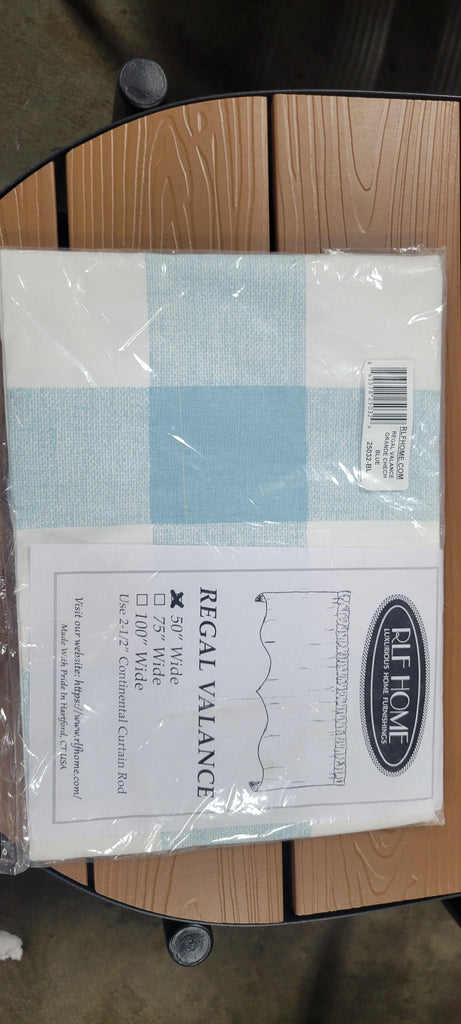 RLF HOME
LUXURIOUS HOME FURNISHINGS
REGAL VALANCE
50" Wide
75" Wide
100" Wide
Use 2-1/2" Continental Curtain Rod
Visit our website: https://www.rlfhome.com/
Made With Pride In Hartford, CT USA
RLFHOME.COM
REGAL VALANCE
GRANDE CHECK
BLUE
25032-BL